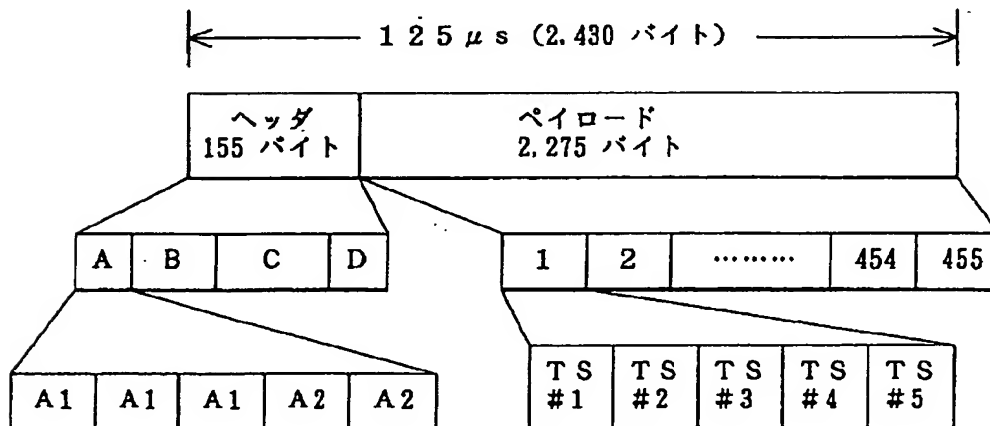 125μs (2.430 バイト)
ヘッダ
155 バイト
ペイロード
2,275 バイト
A B C D
1 2 ……… 454 455
A1 A1 A1 A2 A2
TS #1 TS #2 TS #3 TS #4 TS #5